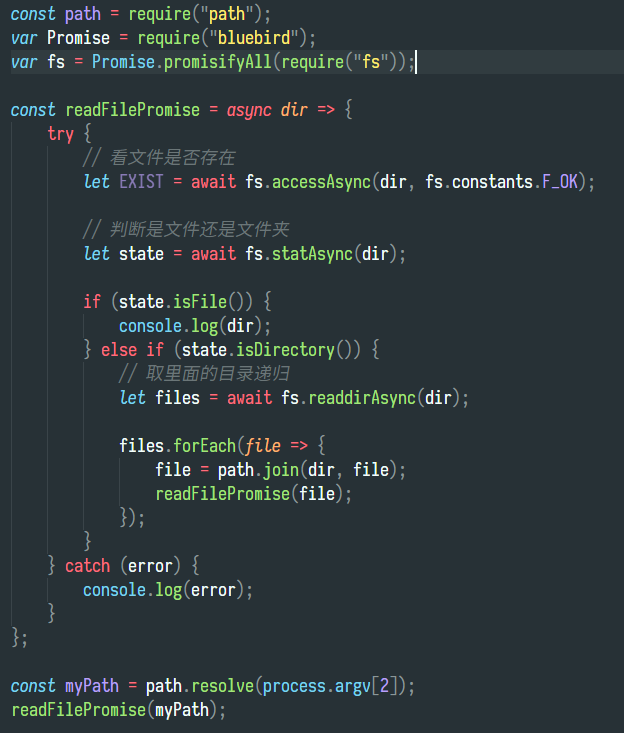 const path = require("path");
var Promise = require("bluebird");
var fs = Promise.promisifyAll(require("fs"));
const readFilePromise = async dir => {
try {
// 看文件是否存在
let EXIST = await fs.accessAsync(dir, fs.constants.F_OK);
// 判断是文件还是文件夹
let state = await fs.statAsync(dir);
if (state.isFile()) {
console.log(dir);
} else if (state.isDirectory()) {
// 取里面的目录递归
let files = await fs.readdirAsync(dir);
files.forEach(file => {
file = path.join(dir, file);
readFilePromise(file);
});
}
} catch (error) {
console.log(error);
}
};
const myPath = path.resolve(process.argv[2]);
readFilePromise(myPath);